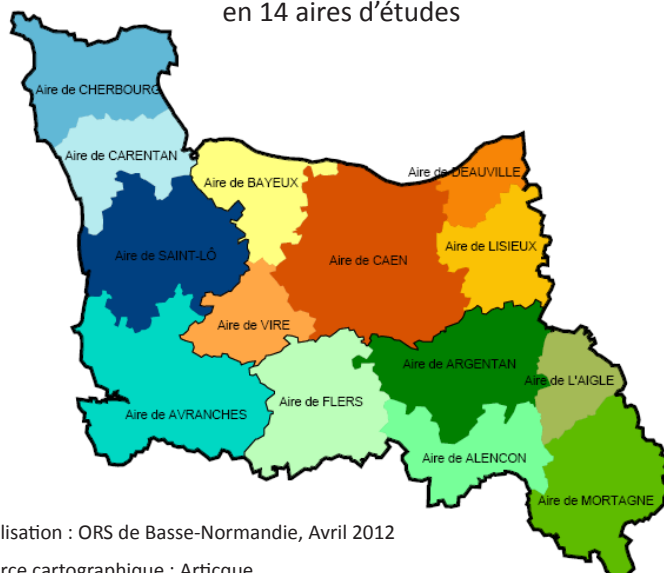 en 14 aires d’études
Aire de CHERBOURG
Aire de CARENTAN
Aire de BAYEUX
Aire de DEAUVILLE
Aire de SAINT-LÔ
Aire de CAEN
Aire de LISIEUX
Aire de VIRE
Aire de ARGENTAN
Aire de L'AIGLE
Aire de AVRANCHES
Aire de FLERS
Aire de ALENCON
Aire de MORTAGNE
lisation : ORS de Basse-Normandie, Avril 2012
rce cartographique : Articque